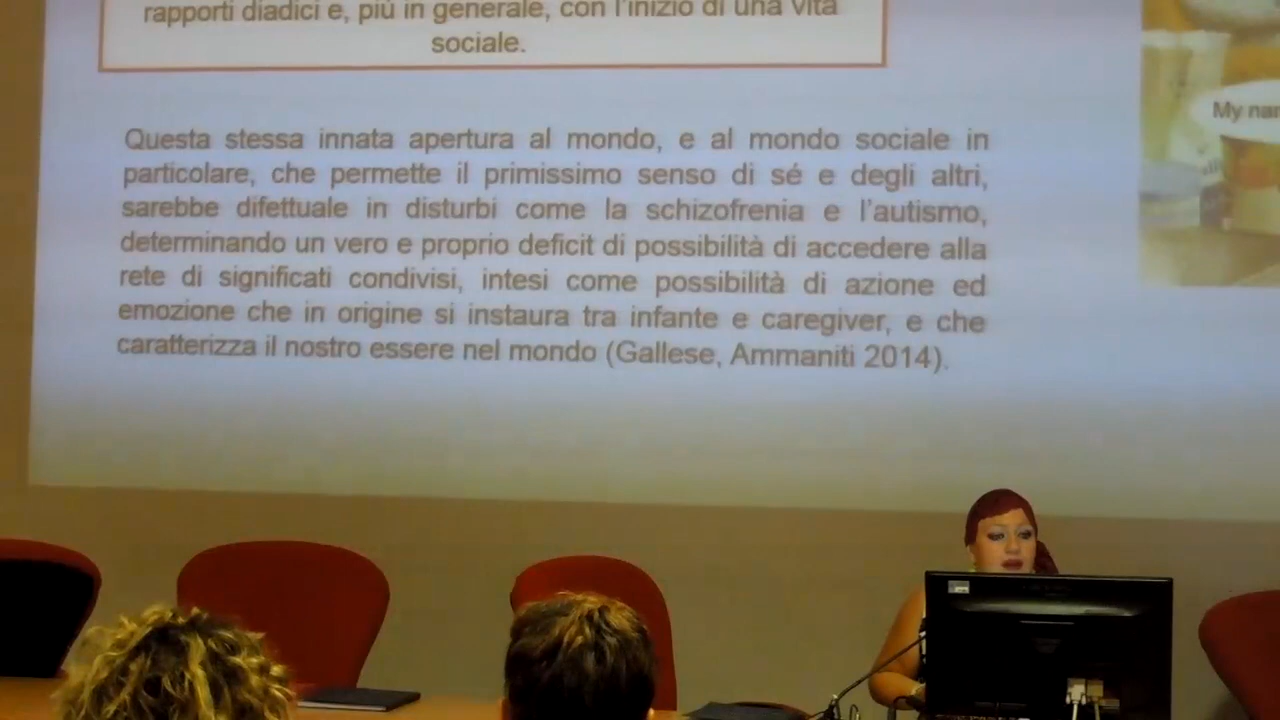 rapporti diadici e, più in generale, con l'inizio di una vita
sociale.
Questa stessa innata apertura al mondo, e al mondo sociale in
particolare, che permette il primissimo senso di sé e degli altri,
sarebbe difettuale in disturbi come la schizofrenia e l'autismo,
determinando un vero e proprio deficit di possibilità di accedere alla
rete di significati condivisi, intesi come possibilità di azione ed
emozione che in origine si instaura tra infante e caregiver, e che
caratterizza il nostro essere nel mondo (Gallese, Ammaniti 2014).
My